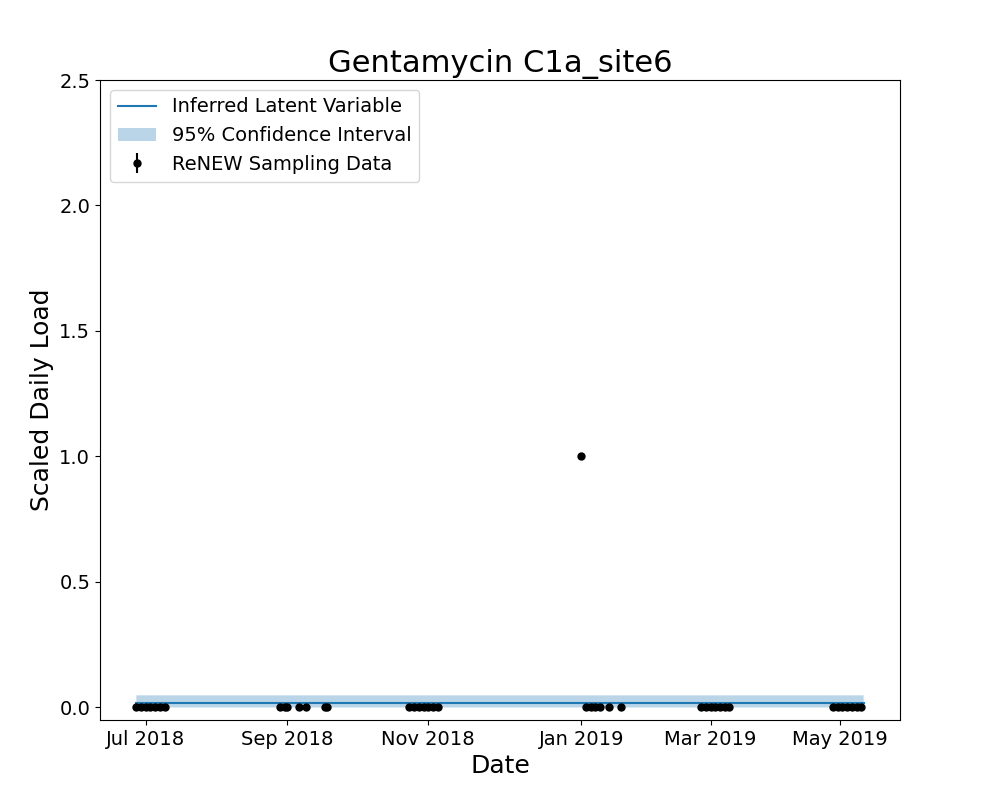 Gentamycin C1a_site6
2.5
2.0
1.5
1.0
0.5
0.0
Scaled Daily Load
Inferred Latent Variable
95% Confidence Interval
ReNEW Sampling Data
Jul 2018 Sep 2018 Nov 2018 Jan 2019 Mar 2019 May 2019
Date